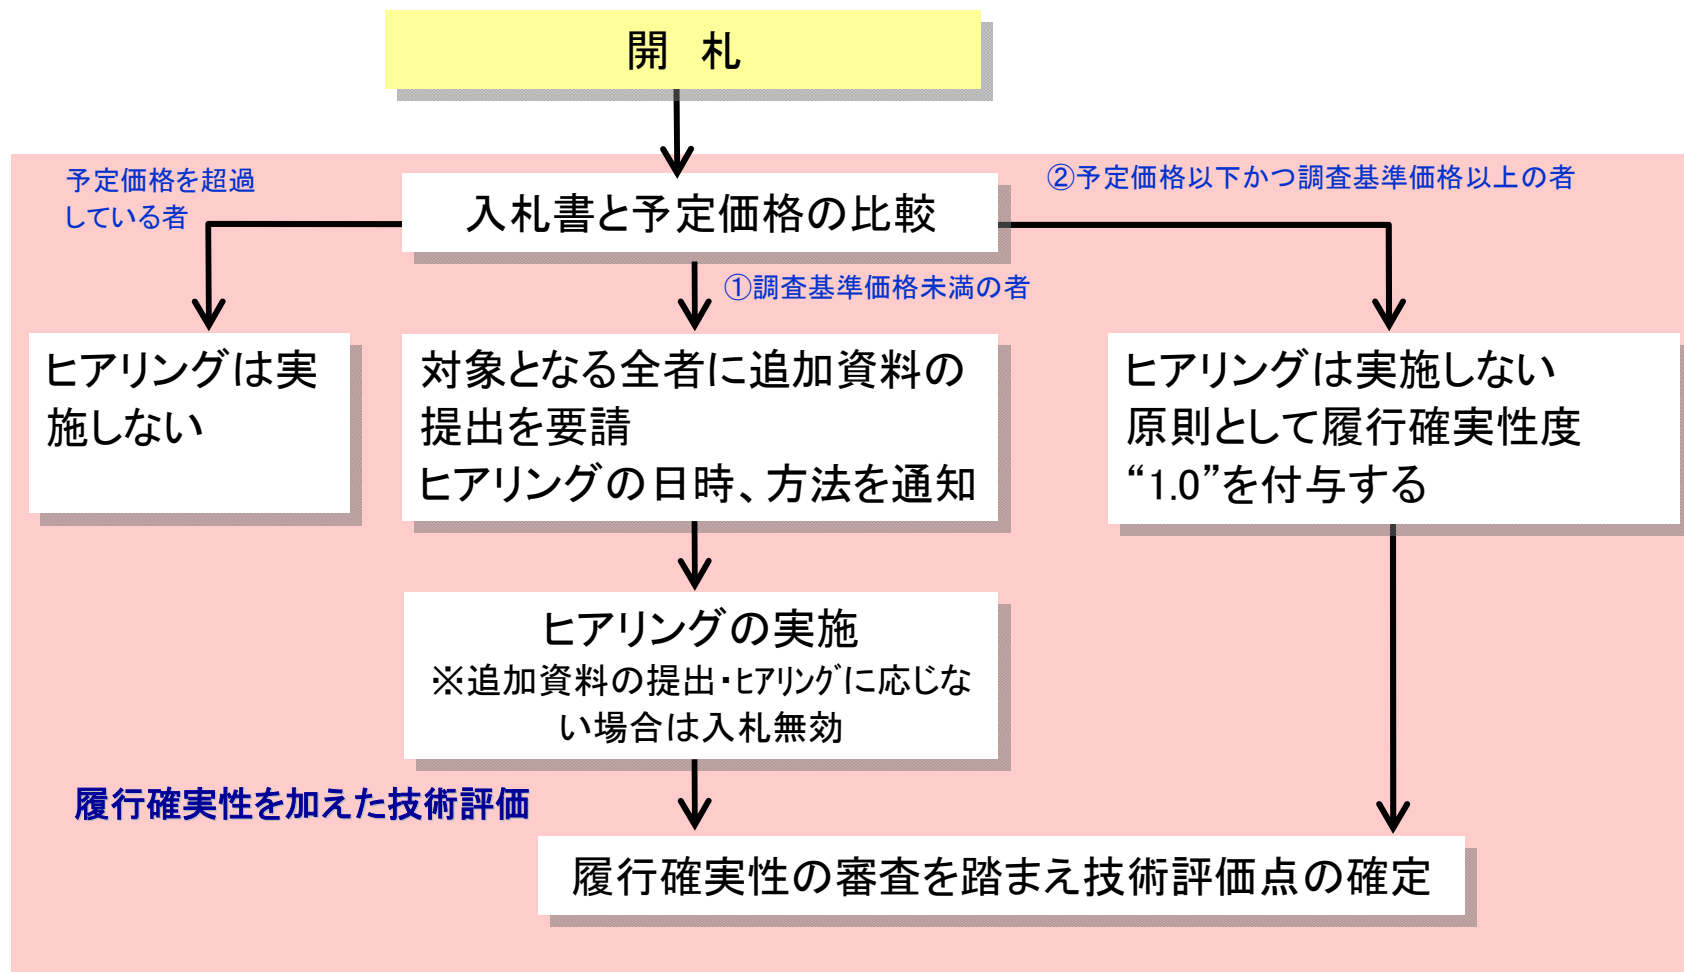 開　札
予定価格を超過
している者
入札書と予定価格の比較
②予定価格以下かつ調査基準価格以上の者
①調査基準価格未満の者
ヒアリングは実
施しない
対象となる全者に追加資料の
提出を要請
ヒアリングの日時、方法を通知
ヒアリングは実施しない
原則として履行確実性度
“1.0”を付与する
ヒアリングの実施
※追加資料の提出・ﾋｱﾘﾝｸﾞに応じな
い場合は入札無効
履行確実性を加えた技術評価
履行確実性の審査を踏まえ技術評価点の確定